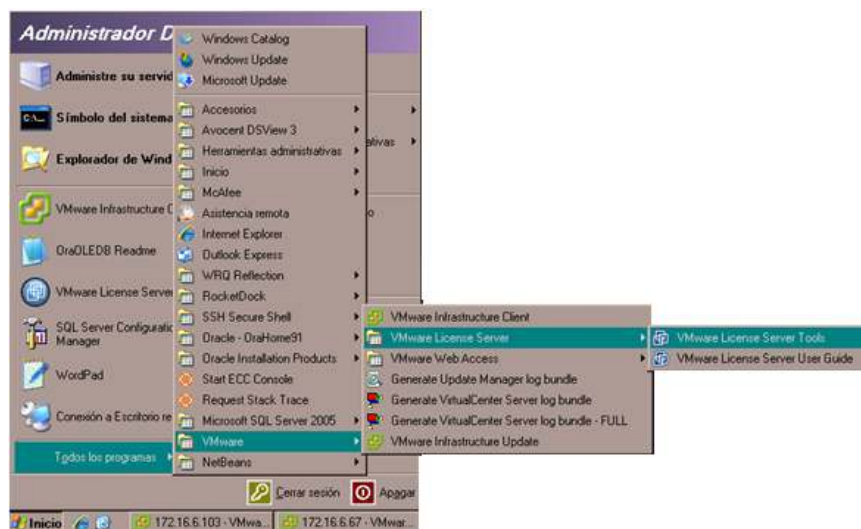 Administrador D
Administre su servid
Símbolo del sistema
Explorador de Wind
VMware Infrastructure C
OraOLEDB Readme
VMware License Serve
SQL Server Configuratic
Manager
WordPad
Conexión a Escritorio re
Todos los programas
Windows Catalog
Windows Update
Microsoft Update
Accesorios
Avocent DSView 3
Herramientas administrativas
Inicio
McAfee
Asistencia remota
Internet Explorer
Outlook Express
WRQ Reflection
RocketDock
SSH Secure Shell
Oracle - OraHome91
Oracle Installation Products
Start ECC Console
Request Stack Trace
Microsoft SQL Server 2005
VMware
NetBeans
ativas
o
VMware Infrastructure Client
VMware License Server
VMware Web Access
Generate Update Manager log bundle
Generate VirtualCenter Server log bundle
Generate VirtualCenter Server log bundle - FULL
VMware Infrastructure Update
VMware License Server Tools
VMware License Server User Guide
Cerrar sesión
Apagar
Inicio
172.16.6.103 - VMwa...
172.16.6.67 - VMwar...